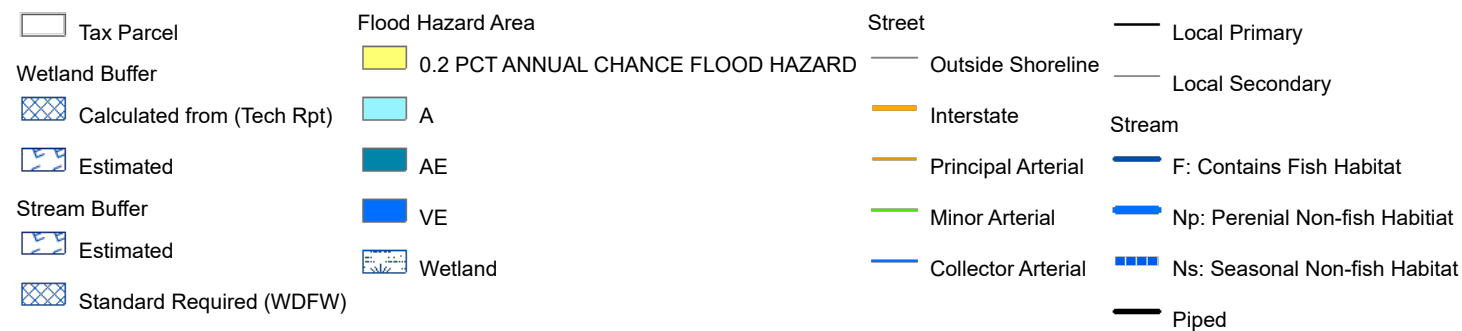 Tax Parcel
Wetland Buffer
Calculated from (Tech Rpt)
Estimated
Stream Buffer
Estimated
Standard Required (WDFW)
Flood Hazard Area
0.2 PCT ANNUAL CHANCE FLOOD HAZARD
A
AE
VE
Wetland
Street
Outside Shoreline
Interstate
Principal Arterial
Minor Arterial
Collector Arterial
Local Primary
Local Secondary
Stream
F: Contains Fish Habitat
Np: Perenial Non-fish Habitiat
Ns: Seasonal Non-fish Habitat
Piped